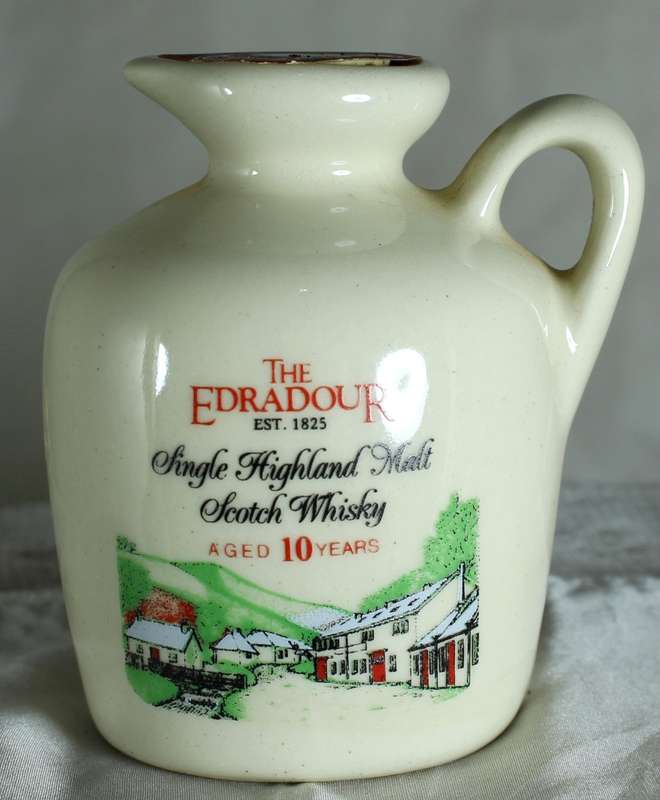 THE
EDRADOUR
EST. 1825
Single Highland Malt
Scotch Whisky
AGED 10 YEARS